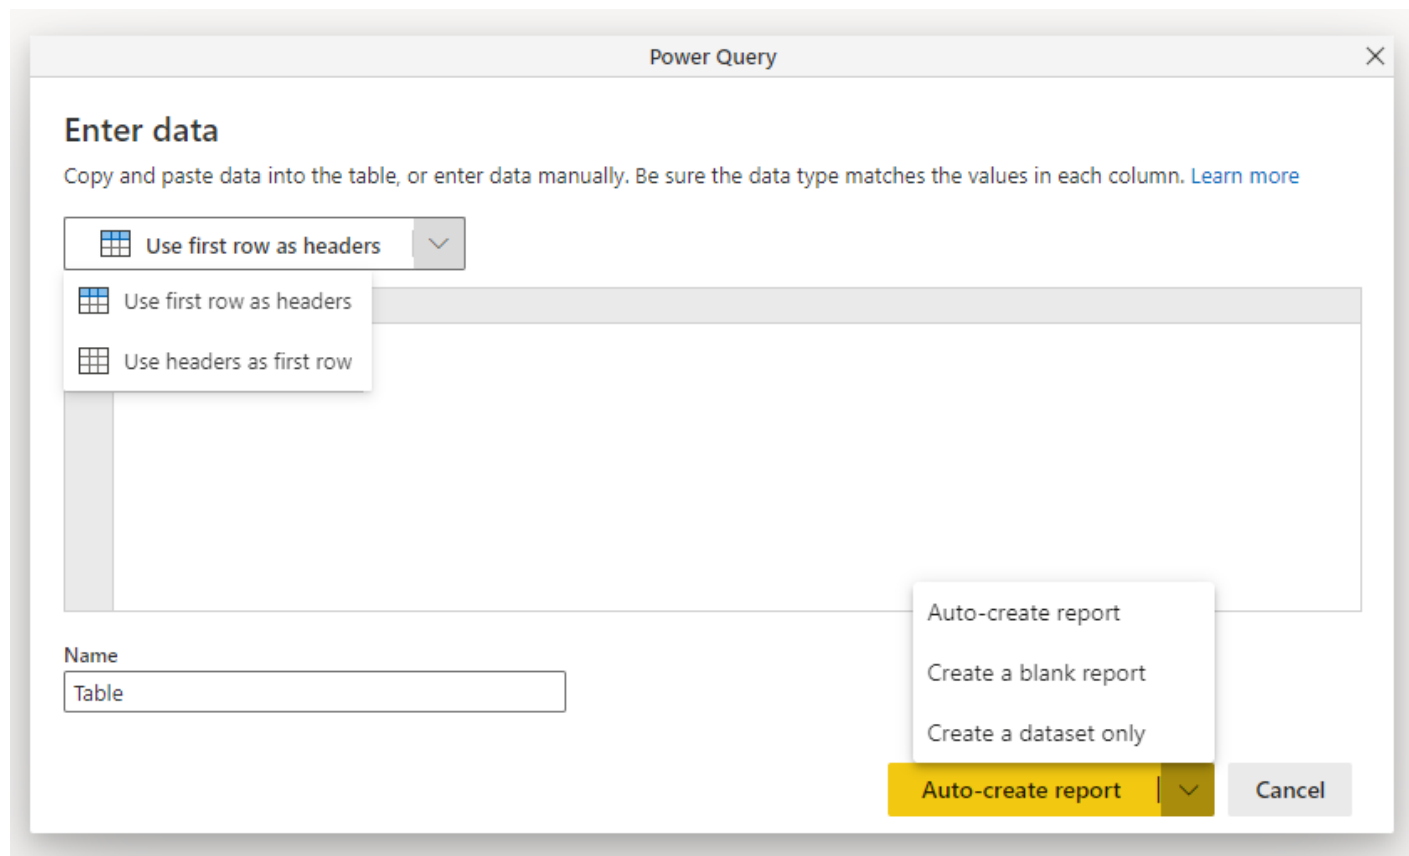 Power Query
Enter data
Copy and paste data into the table, or enter data manually. Be sure the data type matches the values in each column. Learn more
Use first row as headers
Use first row as headers
Use headers as first row
Name
Table
Auto-create report
Create a blank report
Create a dataset only
Auto-create report
Cancel